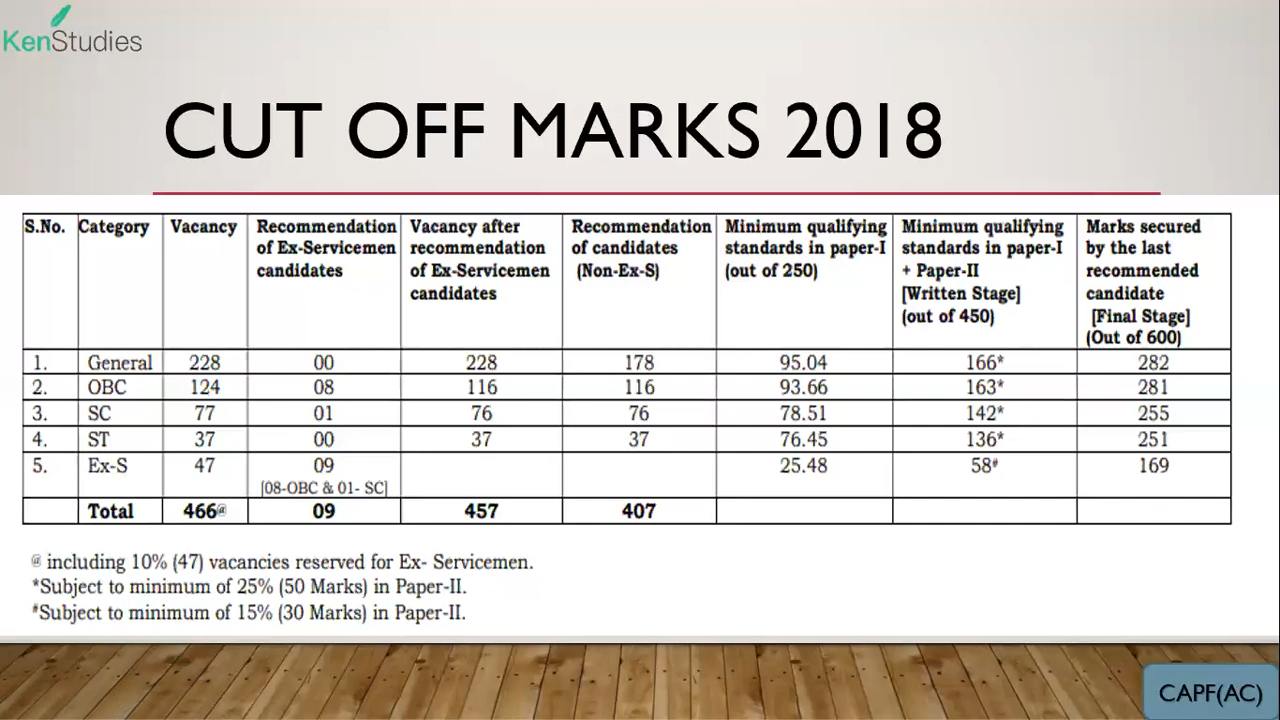 KenStudies
CUT OFF MARKS 2018
S.No. Category Vacancy Recommendation of Ex-Servicemen candidates Vacancy after recommendation of Ex-Servicemen candidates Recommendation of candidates (Non-Ex-S) Minimum qualifying standards in paper-I (out of 250) Minimum qualifying standards in paper-I + Paper-II [Written Stage] (out of 450) Marks secured by the last recommended candidate [Final Stage] (Out of 600)
1. General 228 00 228 178 95.04 166* 282
2. OBC 124 08 116 116 93.66 163* 281
3. SC 77 01 76 76 78.51 142* 255
4. ST 37 00 37 37 76.45 136* 251
5. Ex-S 47 09 25.48 58# 169
[08-OBC & 01- SC]
Total 466@ 09 457 407
@ including 10% (47) vacancies reserved for Ex- Servicemen.
*Subject to minimum of 25% (50 Marks) in Paper-II.
#Subject to minimum of 15% (30 Marks) in Paper-II.
CAPF(AC)